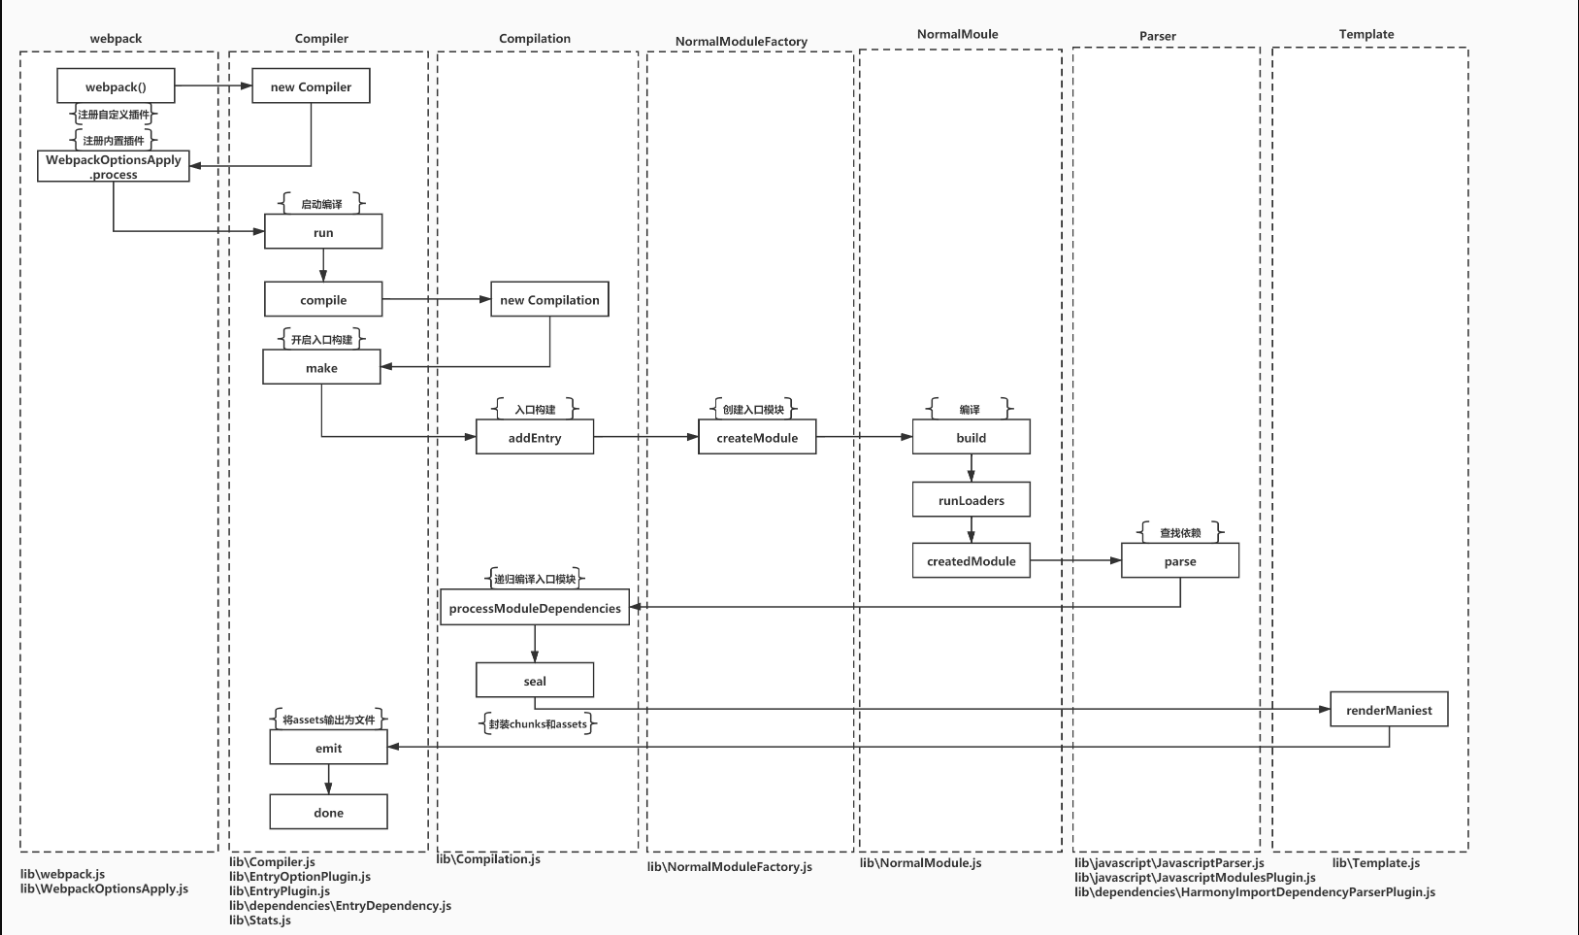 webpack
Compiler
Compilation
NormalModuleFactory
NormalMoule
Parser
Template
webpack()
new Compiler
注册自定义插件
注册内置插件
WebpackOptionsApply
.process
启动编译
run
compile
new Compilation
开启入口构建
make
入口构建
addEntry
创建入口模块
createModule
编译
build
runLoaders
createdModule
查找依赖
parse
递归编译入口模块
processModuleDependencies
seal
封装chunks和assets
renderManiest
将assets输出为文件
emit
done
lib\webpack.js
lib\WebpackOptionsApply.js
lib\Compiler.js
lib\EntryOptionPlugin.js
lib\EntryPlugin.js
lib\dependencies\EntryDependency.js
lib\Stats.js
lib\Compilation.js
lib\NormalModuleFactory.js
lib\NormalModule.js
lib\javascript\JavascriptParser.js
lib\javascript\JavascriptModulesPlugin.js
lib\dependencies\HarmonyImportDependencyParserPlugin.js
lib\Template.js